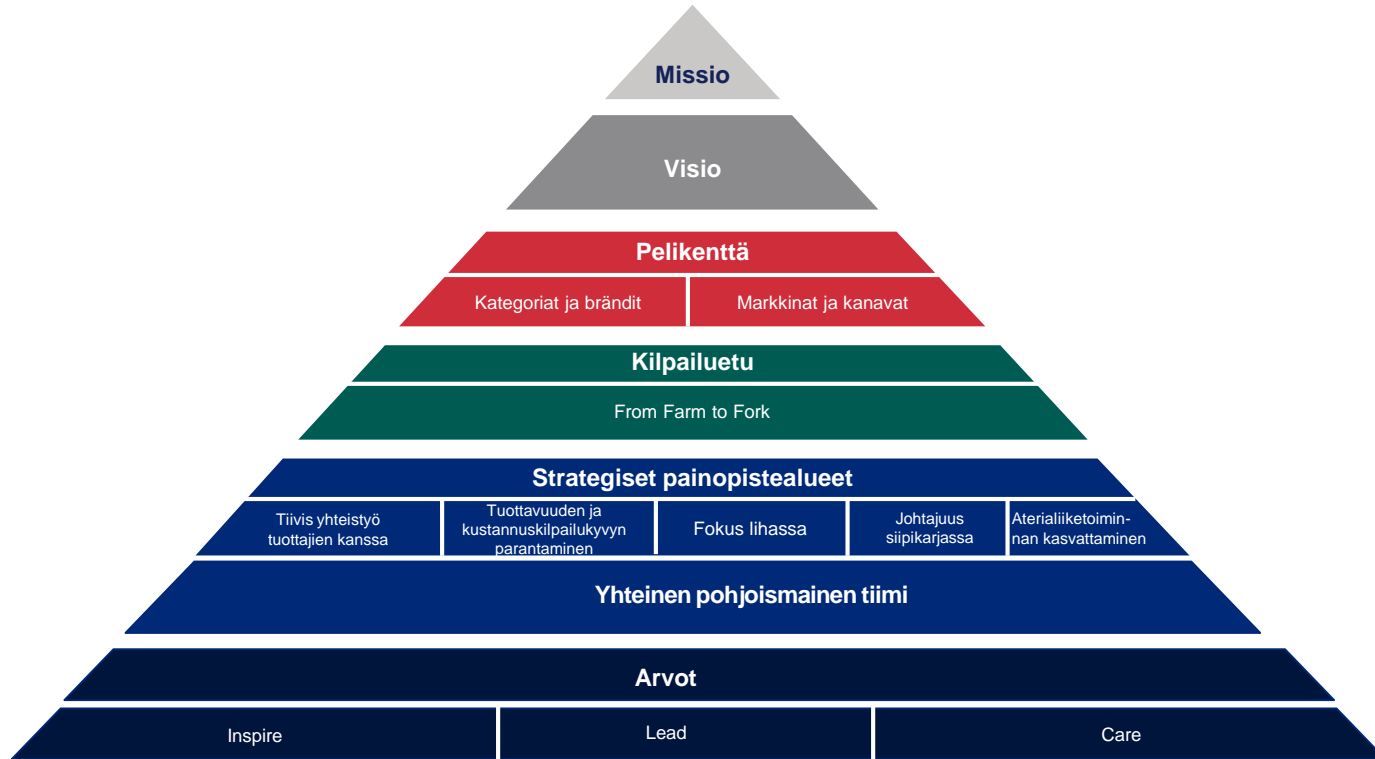 Missio
Visio
Pelikenttä
Kategoriat ja brändit
Markkinat ja kanavat
Kilpailuetu
From Farm to Fork
Strategiset painopistealueet
Tiivis yhteistyö
tuottajien kanssa
Tuottavuuden ja
kustannuskilpailukyvyn
parantaminen
Fokus lihassa
Johtajuus
siipikarjassa
Aterialiiketoimin-
nan kasvattaminen
Yhteinen pohjoismainen tiimi
Arvot
Inspire
Lead
Care